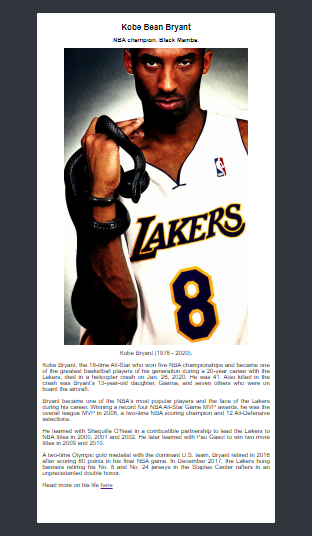 Kobe Bean Bryant
NBA champion. Black Mamba.
LAKERS
8
Kobe Bryant (1978 - 2020).
Kobe Bryant, the 18-time All-Star who won five NBA championships and became one
of the greatest basketball players of his generation during a 20-year career with the
Lakers, died in a helicopter crash on Jan. 26, 2020. He was 41. Also killed in the
crash was Bryant's 13-year-old daughter, Gianna, and seven others who were on
board the aircraft.
Bryant became one of the NBA's most popular players and the face of the Lakers
during his career. Winning a record four NBA All-Star Game MVP awards, he was the
overall league MVP in 2008, a two-time NBA scoring champion and 12 All-Defensive
selections.
He teamed with Shaquille O'Neal in a combustible partnership to lead the Lakers to
NBA titles in 2000, 2001 and 2002. He later teamed with Pau Gasol to win two more
titles in 2009 and 2010.
A two-time Olympic gold medalist with the dominant U.S. team, Bryant retired in 2016
after scoring 60 points in his final NBA game. In December 2017, the Lakers hung
banners retiring his No. 8 and No. 24 jerseys in the Staples Center rafters in an
unprecedented double honor.
Read more on his life here